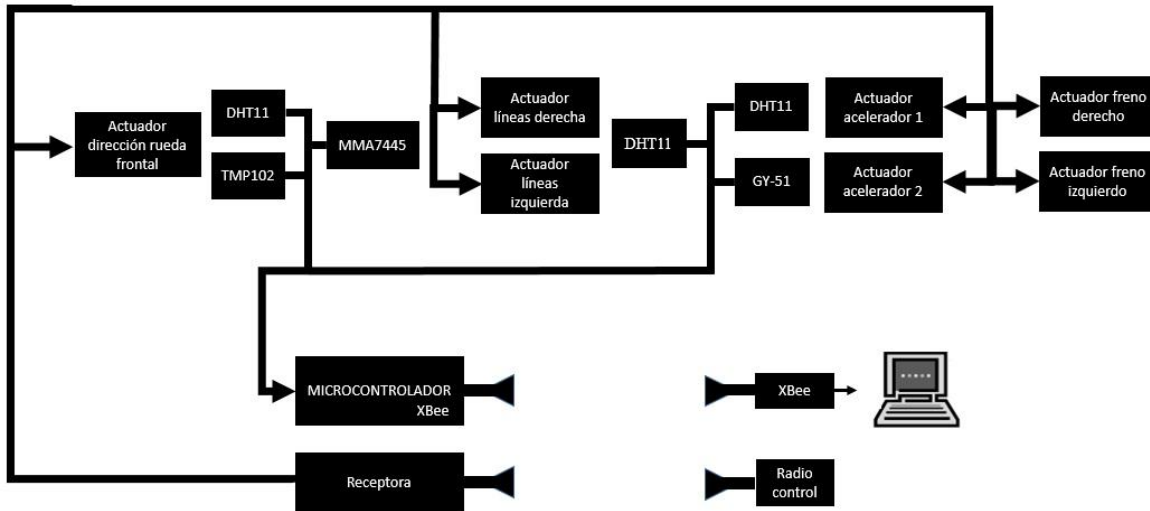 Actuador
dirección rueda
frontal
DHT11
TMP102
MMA7445
Actuador
líneas derecha
Actuador
líneas
izquierda
DHT11
DHT11
GY-51
Actuador
acelerador 1
Actuador
acelerador 2
Actuador freno
derecho
Actuador freno
izquierdo
MICROCONTROLADOR
XBee
XBee
Receptora
Radio
control